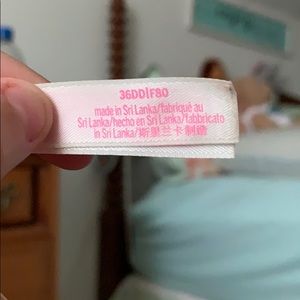 36DD|F80
made in Sri Lanka/fabriqué au
Sri Lanka/hecho en Sri Lanka/fabricato
in Sri Lanka/斯里兰卡制造